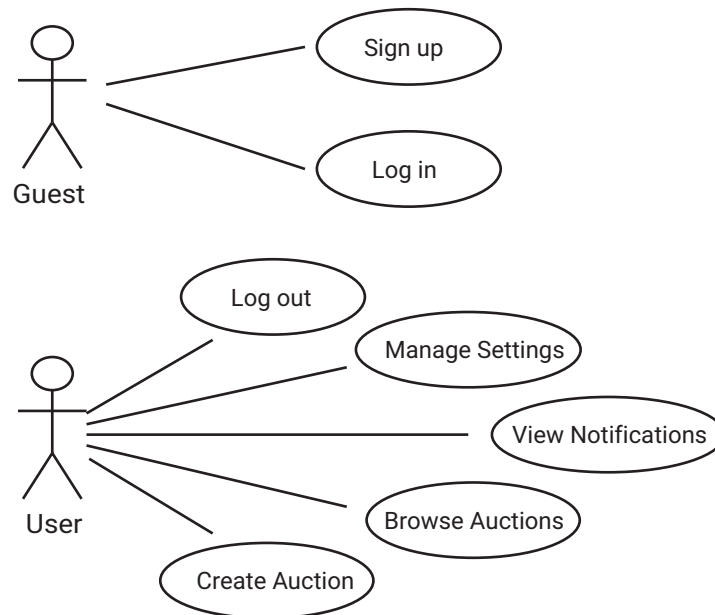 Sign up
Log in
Guest
Log out
Manage Settings
View Notifications
User
Browse Auctions
Create Auction